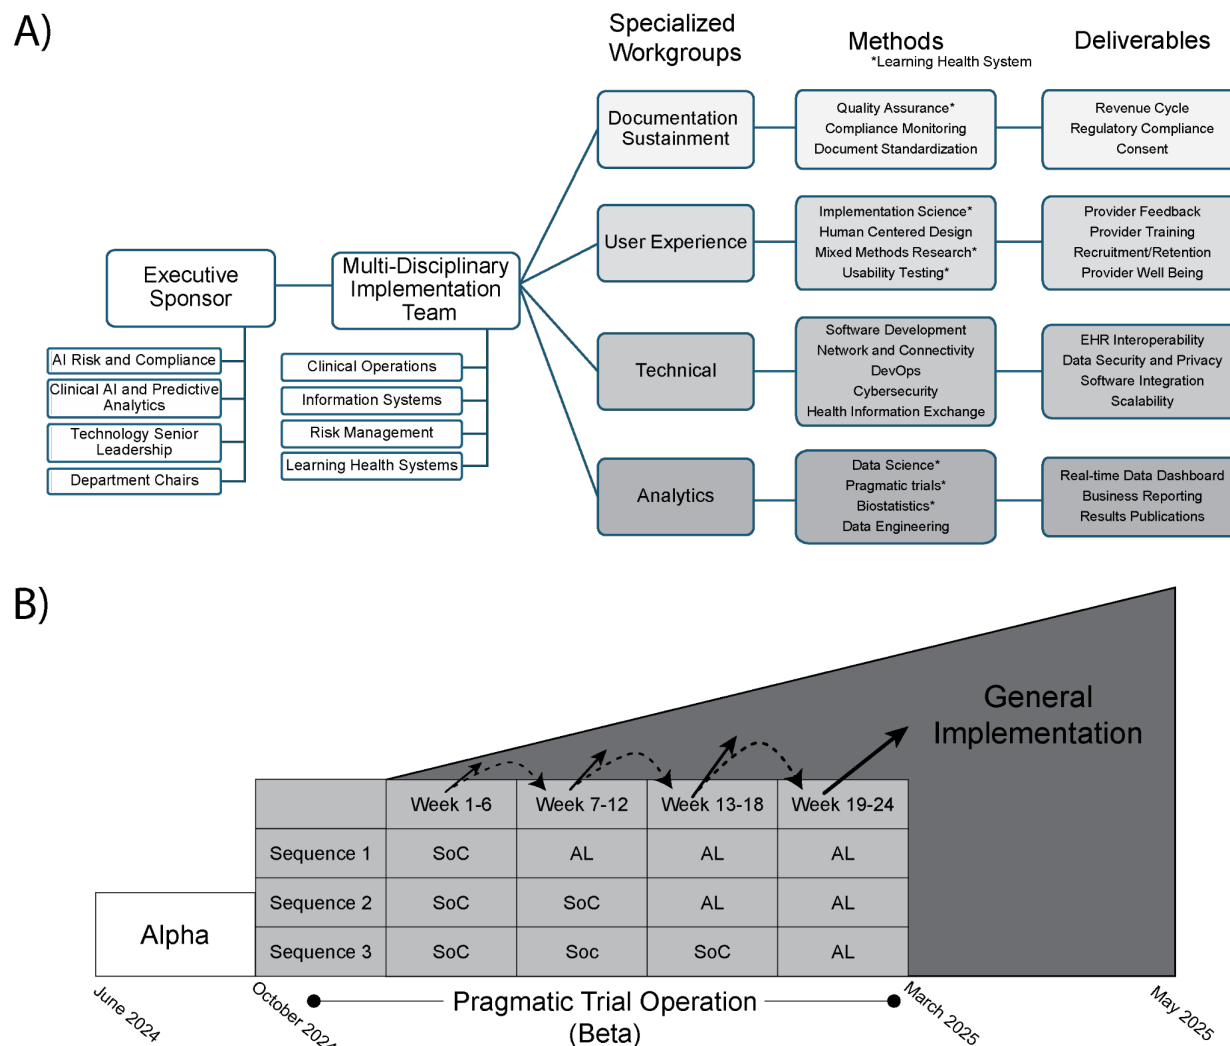 A)
Specialized
Workgroups
Methods
*Learning Health System
Deliverables
Executive
Sponsor
AI Risk and Compliance
Clinical AI and Predictive
Analytics
Technology Senior
Leadership
Department Chairs
Multi-Disciplinary
Implementation
Team
Clinical Operations
Information Systems
Risk Management
Learning Health Systems
Documentation
Sustainment
Quality Assurance*
Compliance Monitoring
Document Standardization
Revenue Cycle
Regulatory Compliance
Consent
User Experience
Implementation Science*
Human Centered Design
Mixed Methods Research*
Usability Testing*
Provider Feedback
Provider Training
Recruitment/Retention
Provider Well Being
Technical
Software Development
Network and Connectivity
DevOps
Cybersecurity
Health Information Exchange
EHR Interoperability
Data Security and Privacy
Software Integration
Scalability
Analytics
Data Science*
Pragmatic trials*
Biostatistics*
Data Engineering
Real-time Data Dashboard
Business Reporting
Results Publications
B)
General
Implementation
Week 1-6 Week 7-12 Week 13-18 Week 19-24
Sequence 1 SoC AL AL AL
Sequence 2 SoC SoC AL AL
Sequence 3 SoC Soc SoC AL
Alpha
June 2024
October 2024
Pragmatic Trial Operation
(Beta)
March 2025
May 2025